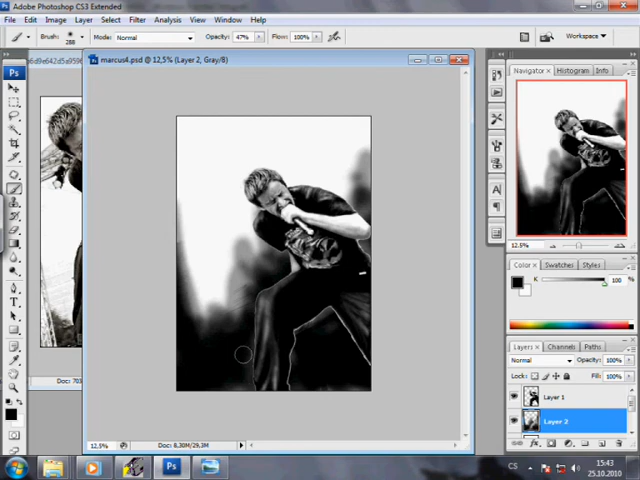 Adobe Photoshop CS3 Extended
File Edit Image Layer Select Filter Analysis View Window Help
Brush: 288 Mode: Normal Opacity: 47% Flow: 100% Workspace
marcus4.psd @ 12,5% (Layer 2, Gray/8)
Navigator Histogram Info
12.5%
Color Swatches Styles
K 100 %
Layers Channels Paths
Normal Opacity: 100%
Lock: Fill: 100%
Layer 1
Layer 2
Doc: 703
12,5% Doc: 8,30M/29,3M
CS 15:43
25.10.2010